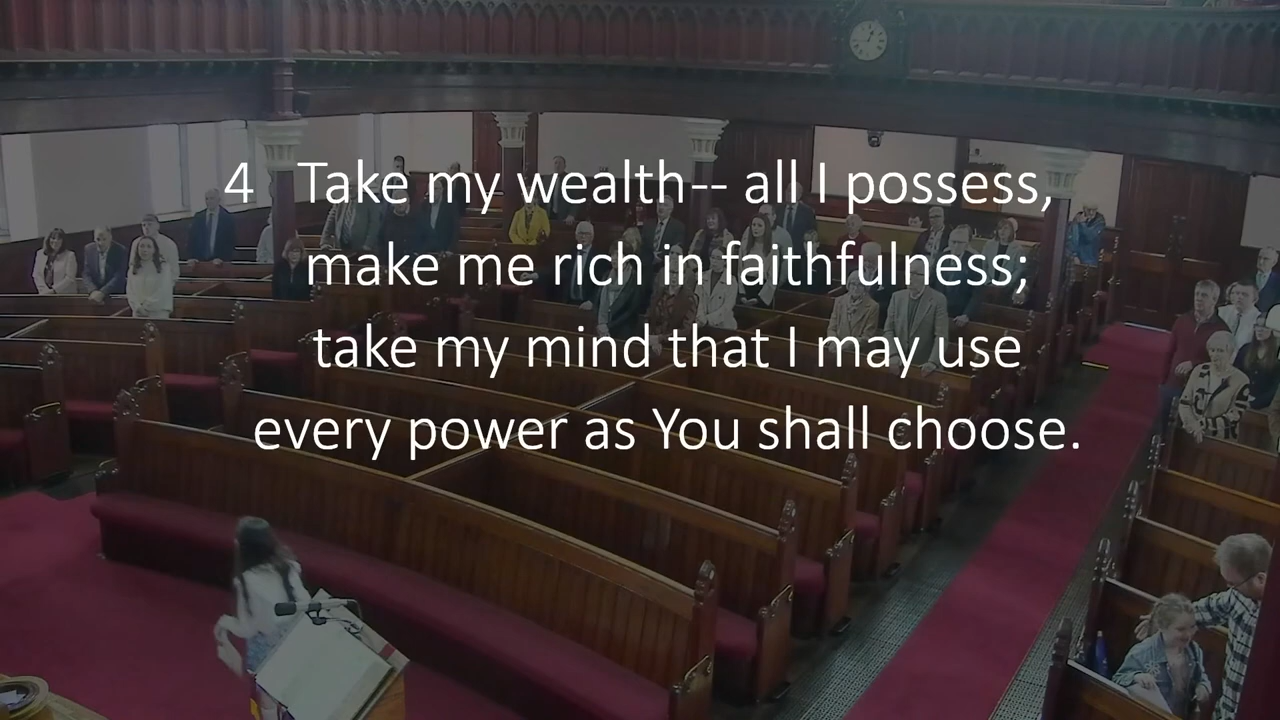 4 Take my wealth-- all I possess,
make me rich in faithfulness;
take my mind that I may use
every power as You shall choose.